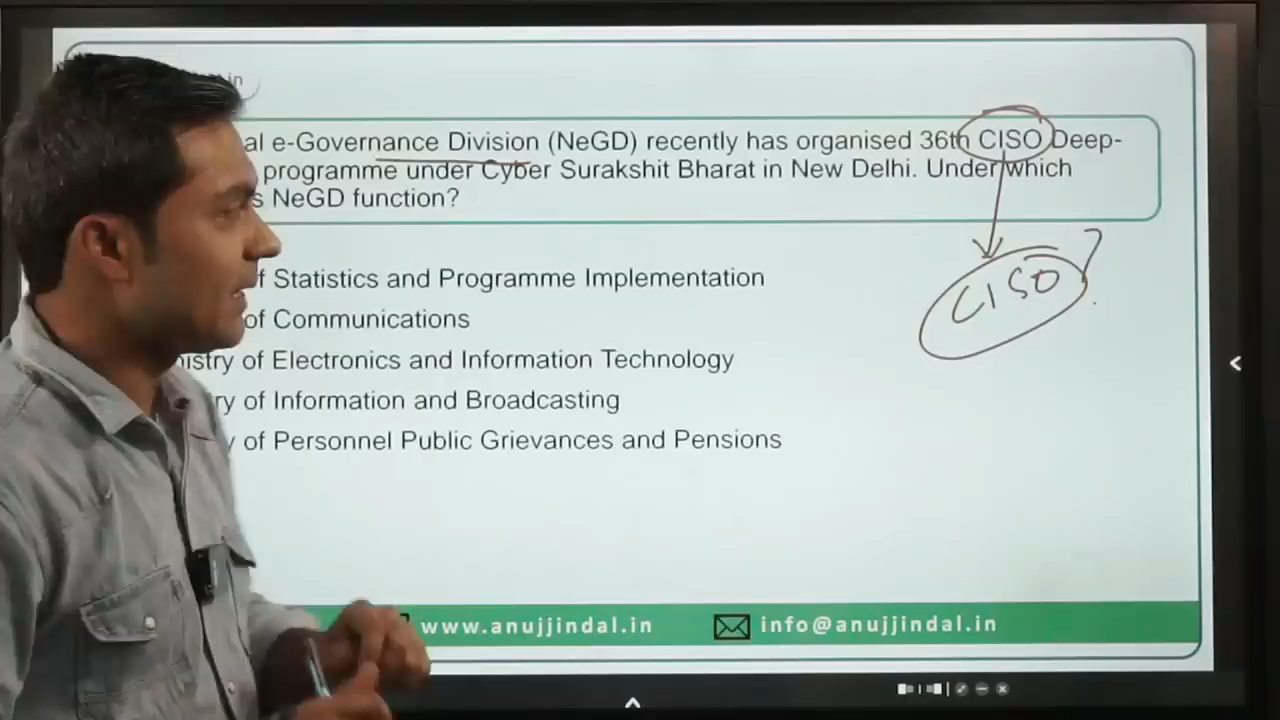 in
al e-Governance Division (NeGD) recently has organised 36th CISO Deep-
programme under Cyber Surakshit Bharat in New Delhi. Under which
s NeGD function?
CISO ?
f Statistics and Programme Implementation
of Communications
nistry of Electronics and Information Technology
ry of Information and Broadcasting
y of Personnel Public Grievances and Pensions
www.anujjindal.in info@anujjindal.in